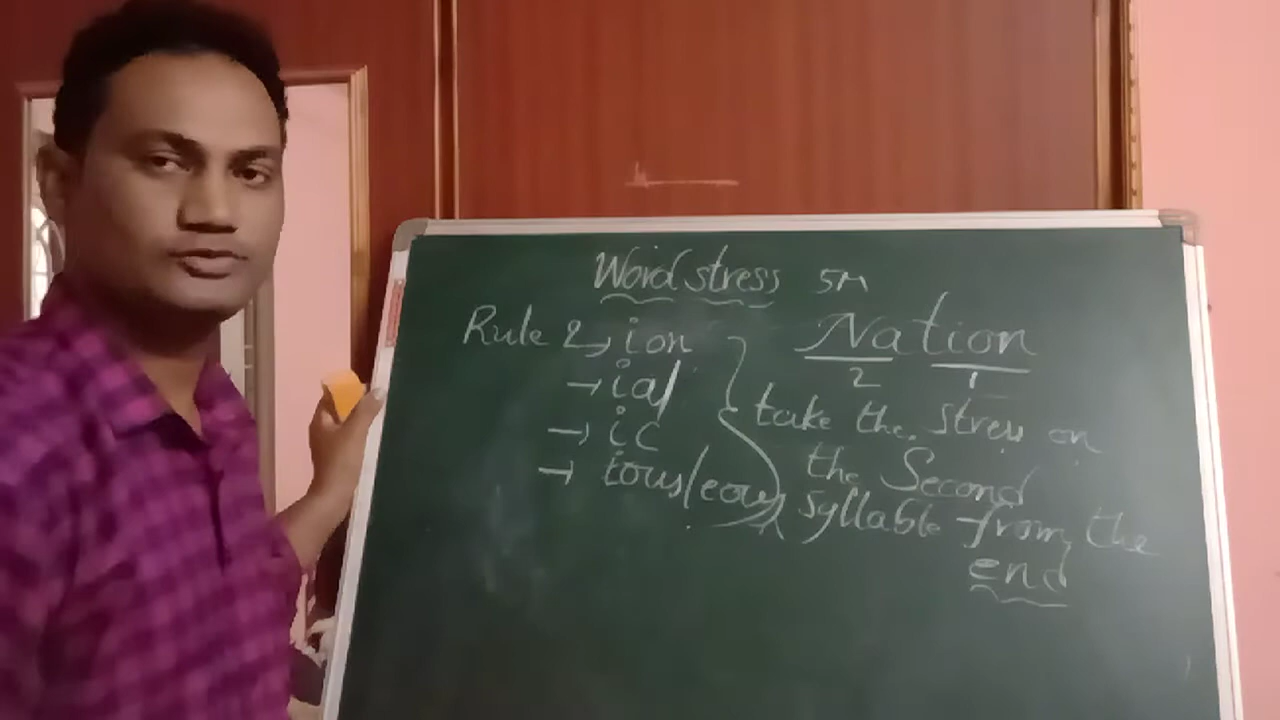 Word stress 5M
Rule 2 → ion
→ ial
→ ic
→ ious/eous
Nation
2 1
take the stress on
the Second
syllable from the
end